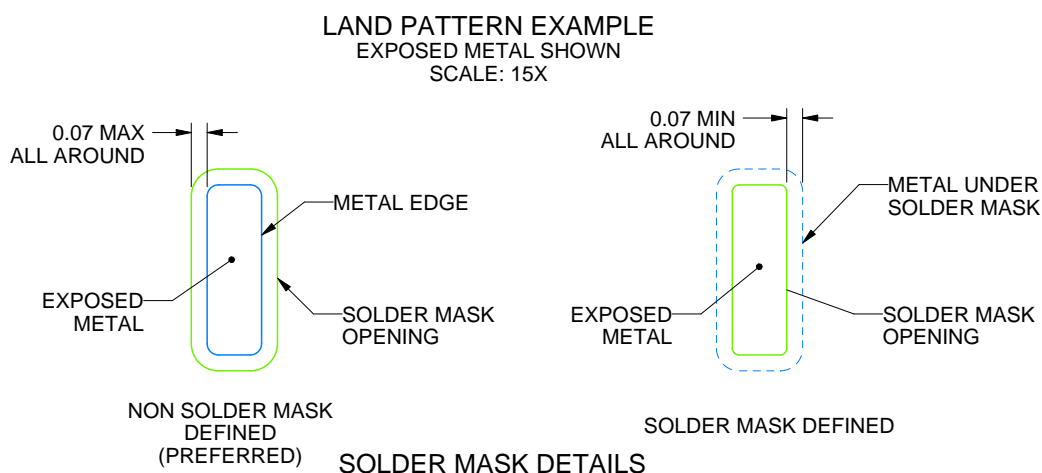 LAND PATTERN EXAMPLE
EXPOSED METAL SHOWN
SCALE: 15X
0.07 MAX
ALL AROUND
METAL EDGE
EXPOSED
METAL
SOLDER MASK
OPENING
NON SOLDER MASK
DEFINED
(PREFERRED)
0.07 MIN
ALL AROUND
METAL UNDER
SOLDER MASK
EXPOSED
METAL
SOLDER MASK
OPENING
SOLDER MASK DEFINED
SOLDER MASK DETAILS